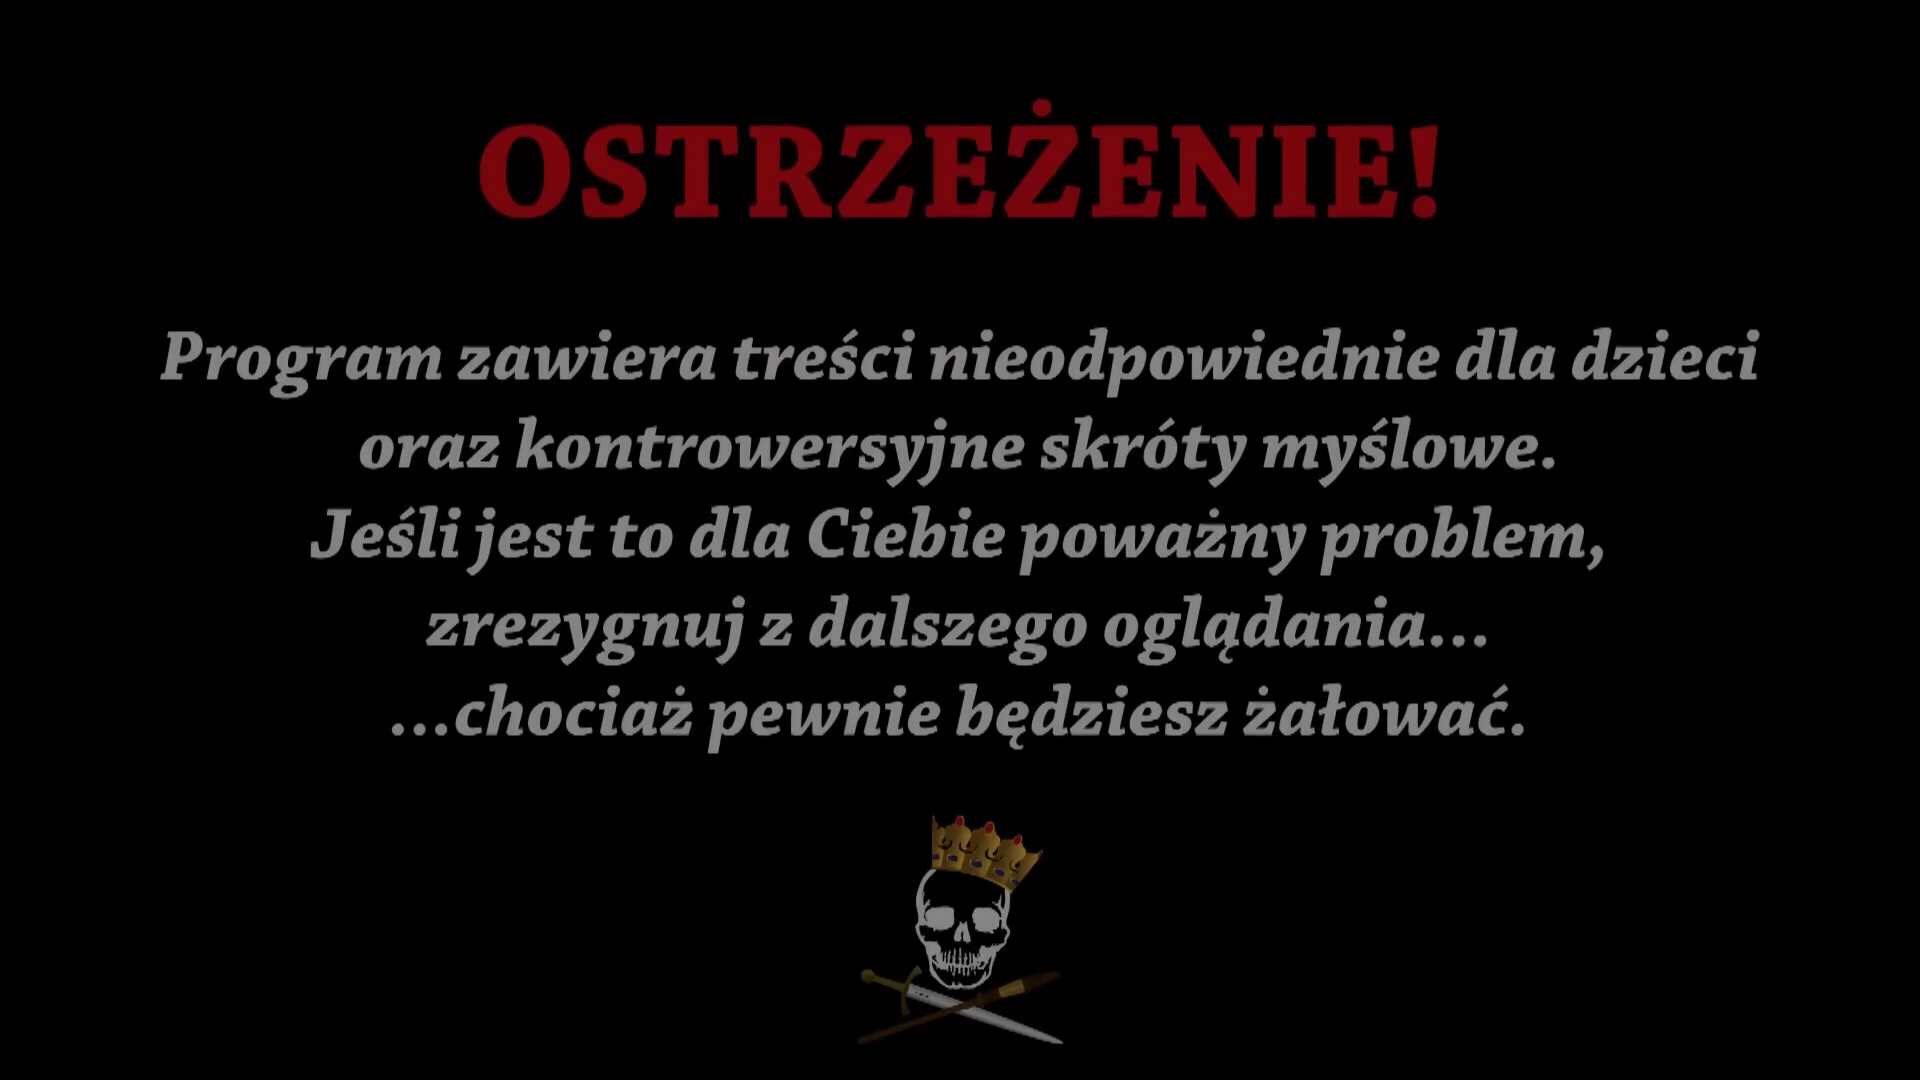 OSTRZEŻENIE!
Program zawiera treści nieodpowiednie dla dzieci
oraz kontrowersyjne skróty myślowe.
Jeśli jest to dla Ciebie poważny problem,
zrezygnuj z dalszego oglądania...
...chociaż pewnie będziesz żałować.